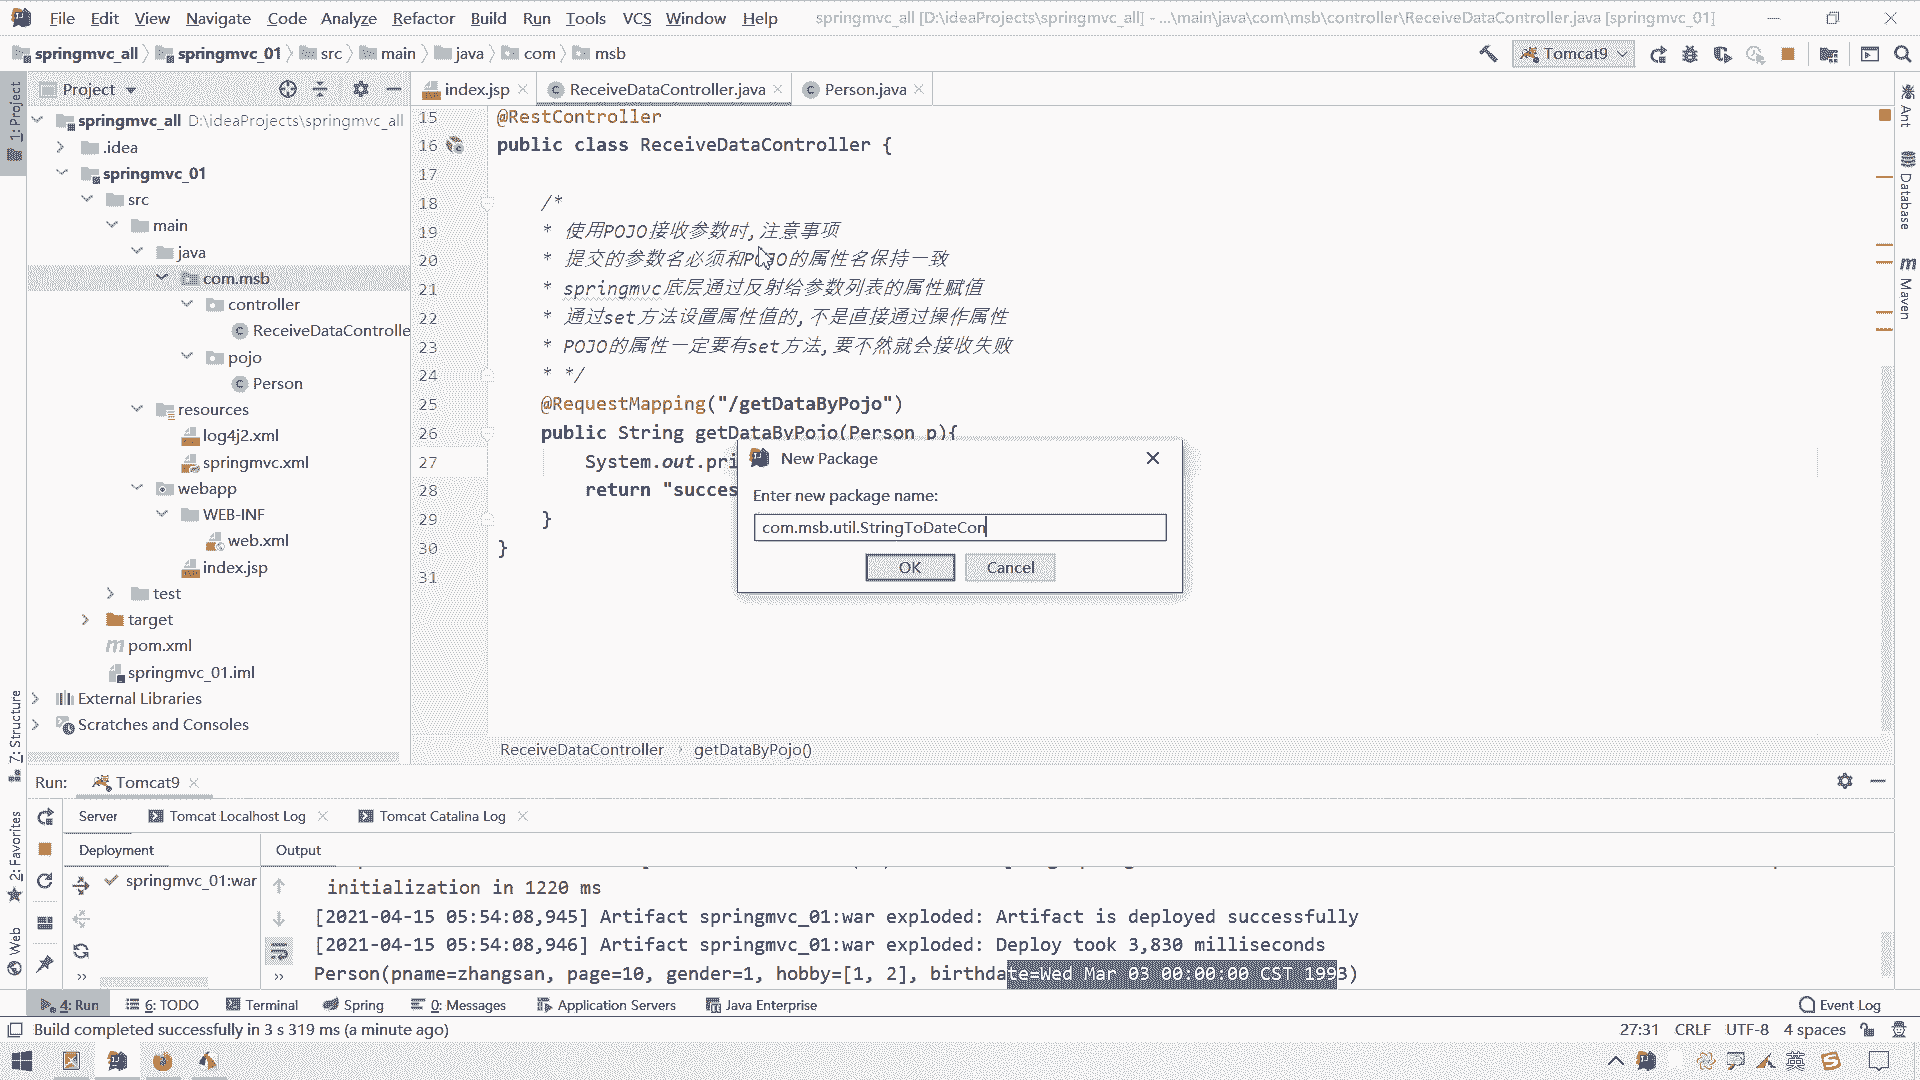 File Edit View Navigate Code Analyze Refactor Build Run Tools VCS Window Help springmvc_all [D:\ideaProjects\springmvc_all] - ...\main\java\com\msb\controller\ReceiveDataController.java [springmvc_01]
springmvc_all springmvc_01 src main java com msb Tomcat9
1: Project
Project
index.jsp ReceiveDataController.java Person.java
springmvc_all D:\ideaProjects\springmvc_all
.idea
springmvc_01
src
main
java
com.msb
controller
ReceiveDataControlle
pojo
Person
resources
log4j2.xml
springmvc.xml
webapp
WEB-INF
web.xml
index.jsp
test
target
pom.xml
springmvc_01.iml
External Libraries
Scratches and Consoles
15 @RestController
16 public class ReceiveDataController {
17
18 /*
19 * 使用POJO接收参数时,注意事项
20 * 提交的参数名必须和POJO的属性名保持一致
21 * springmvc底层通过反射给参数列表的属性赋值
22 * 通过set方法设置属性值的,不是直接通过操作属性
23 * POJO的属性一定要有set方法,要不然就会接收失败
24 * */
25 @RequestMapping("/getDataByPojo")
26 public String getDataByPojo(Person p){
27 System.out.pri
28 return "succes
29 }
30 }
31
New Package
Enter new package name:
com.msb.util.StringToDateCon
OK Cancel
ReceiveDataController getDataByPojo()
Ant
Database
Maven
7: Structure
2: Favorites
Web
Run: Tomcat9
Server Tomcat Localhost Log Tomcat Catalina Log
Deployment Output
springmvc_01:war
initialization in 1220 ms
[2021-04-15 05:54:08,945] Artifact springmvc_01:war exploded: Artifact is deployed successfully
[2021-04-15 05:54:08,946] Artifact springmvc_01:war exploded: Deploy took 3,830 milliseconds
Person(pname=zhangsan, page=10, gender=1, hobby=[1, 2], birthdate=Wed Mar 03 00:00:00 CST 1993)
4: Run 6: TODO Terminal Spring 0: Messages Application Servers Java Enterprise Event Log
Build completed successfully in 3 s 319 ms (a minute ago) 27:31 CRLF UTF-8 4 spaces
英